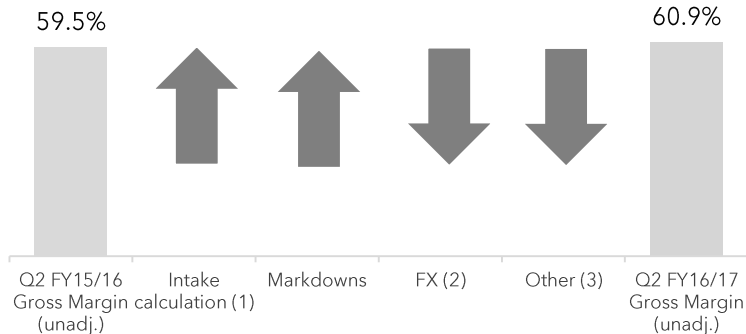 59.5%
60.9%
Q2 FY15/16
Gross Margin
(unadj.)
Intake
calculation (1)
Markdowns
FX (2)
Other (3)
Q2 FY16/17
Gross Margin
(unadj.)